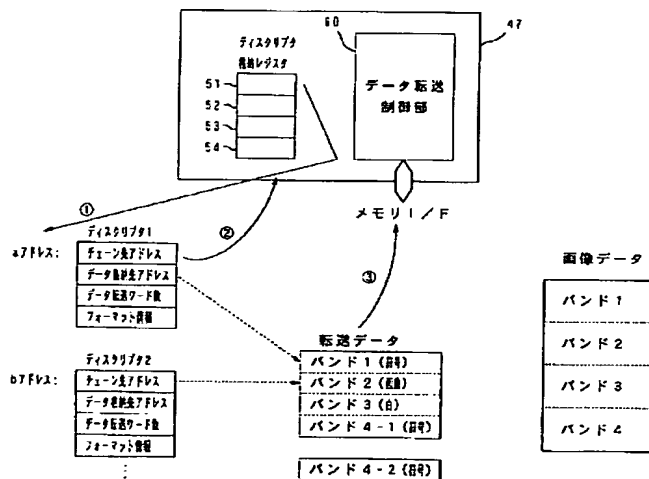 60
47
ディスクリプタ
格納レジスタ
51
52
53
54
データ転送
制御部
メモリI/F
①
②
③
aアドレス:
ディスクリプタ1
チェーン先アドレス
データ格納先アドレス
データ転送ワード数
フォーマット情報
bアドレス:
ディスクリプタ2
チェーン先アドレス
データ格納先アドレス
データ転送ワード数
フォーマット情報
転送データ
バンド1(符号)
バンド2
バンド3(白)
バンド4-1(符号)
バンド4-2(符号)
画像データ
バンド1
バンド2
バンド3
バンド4